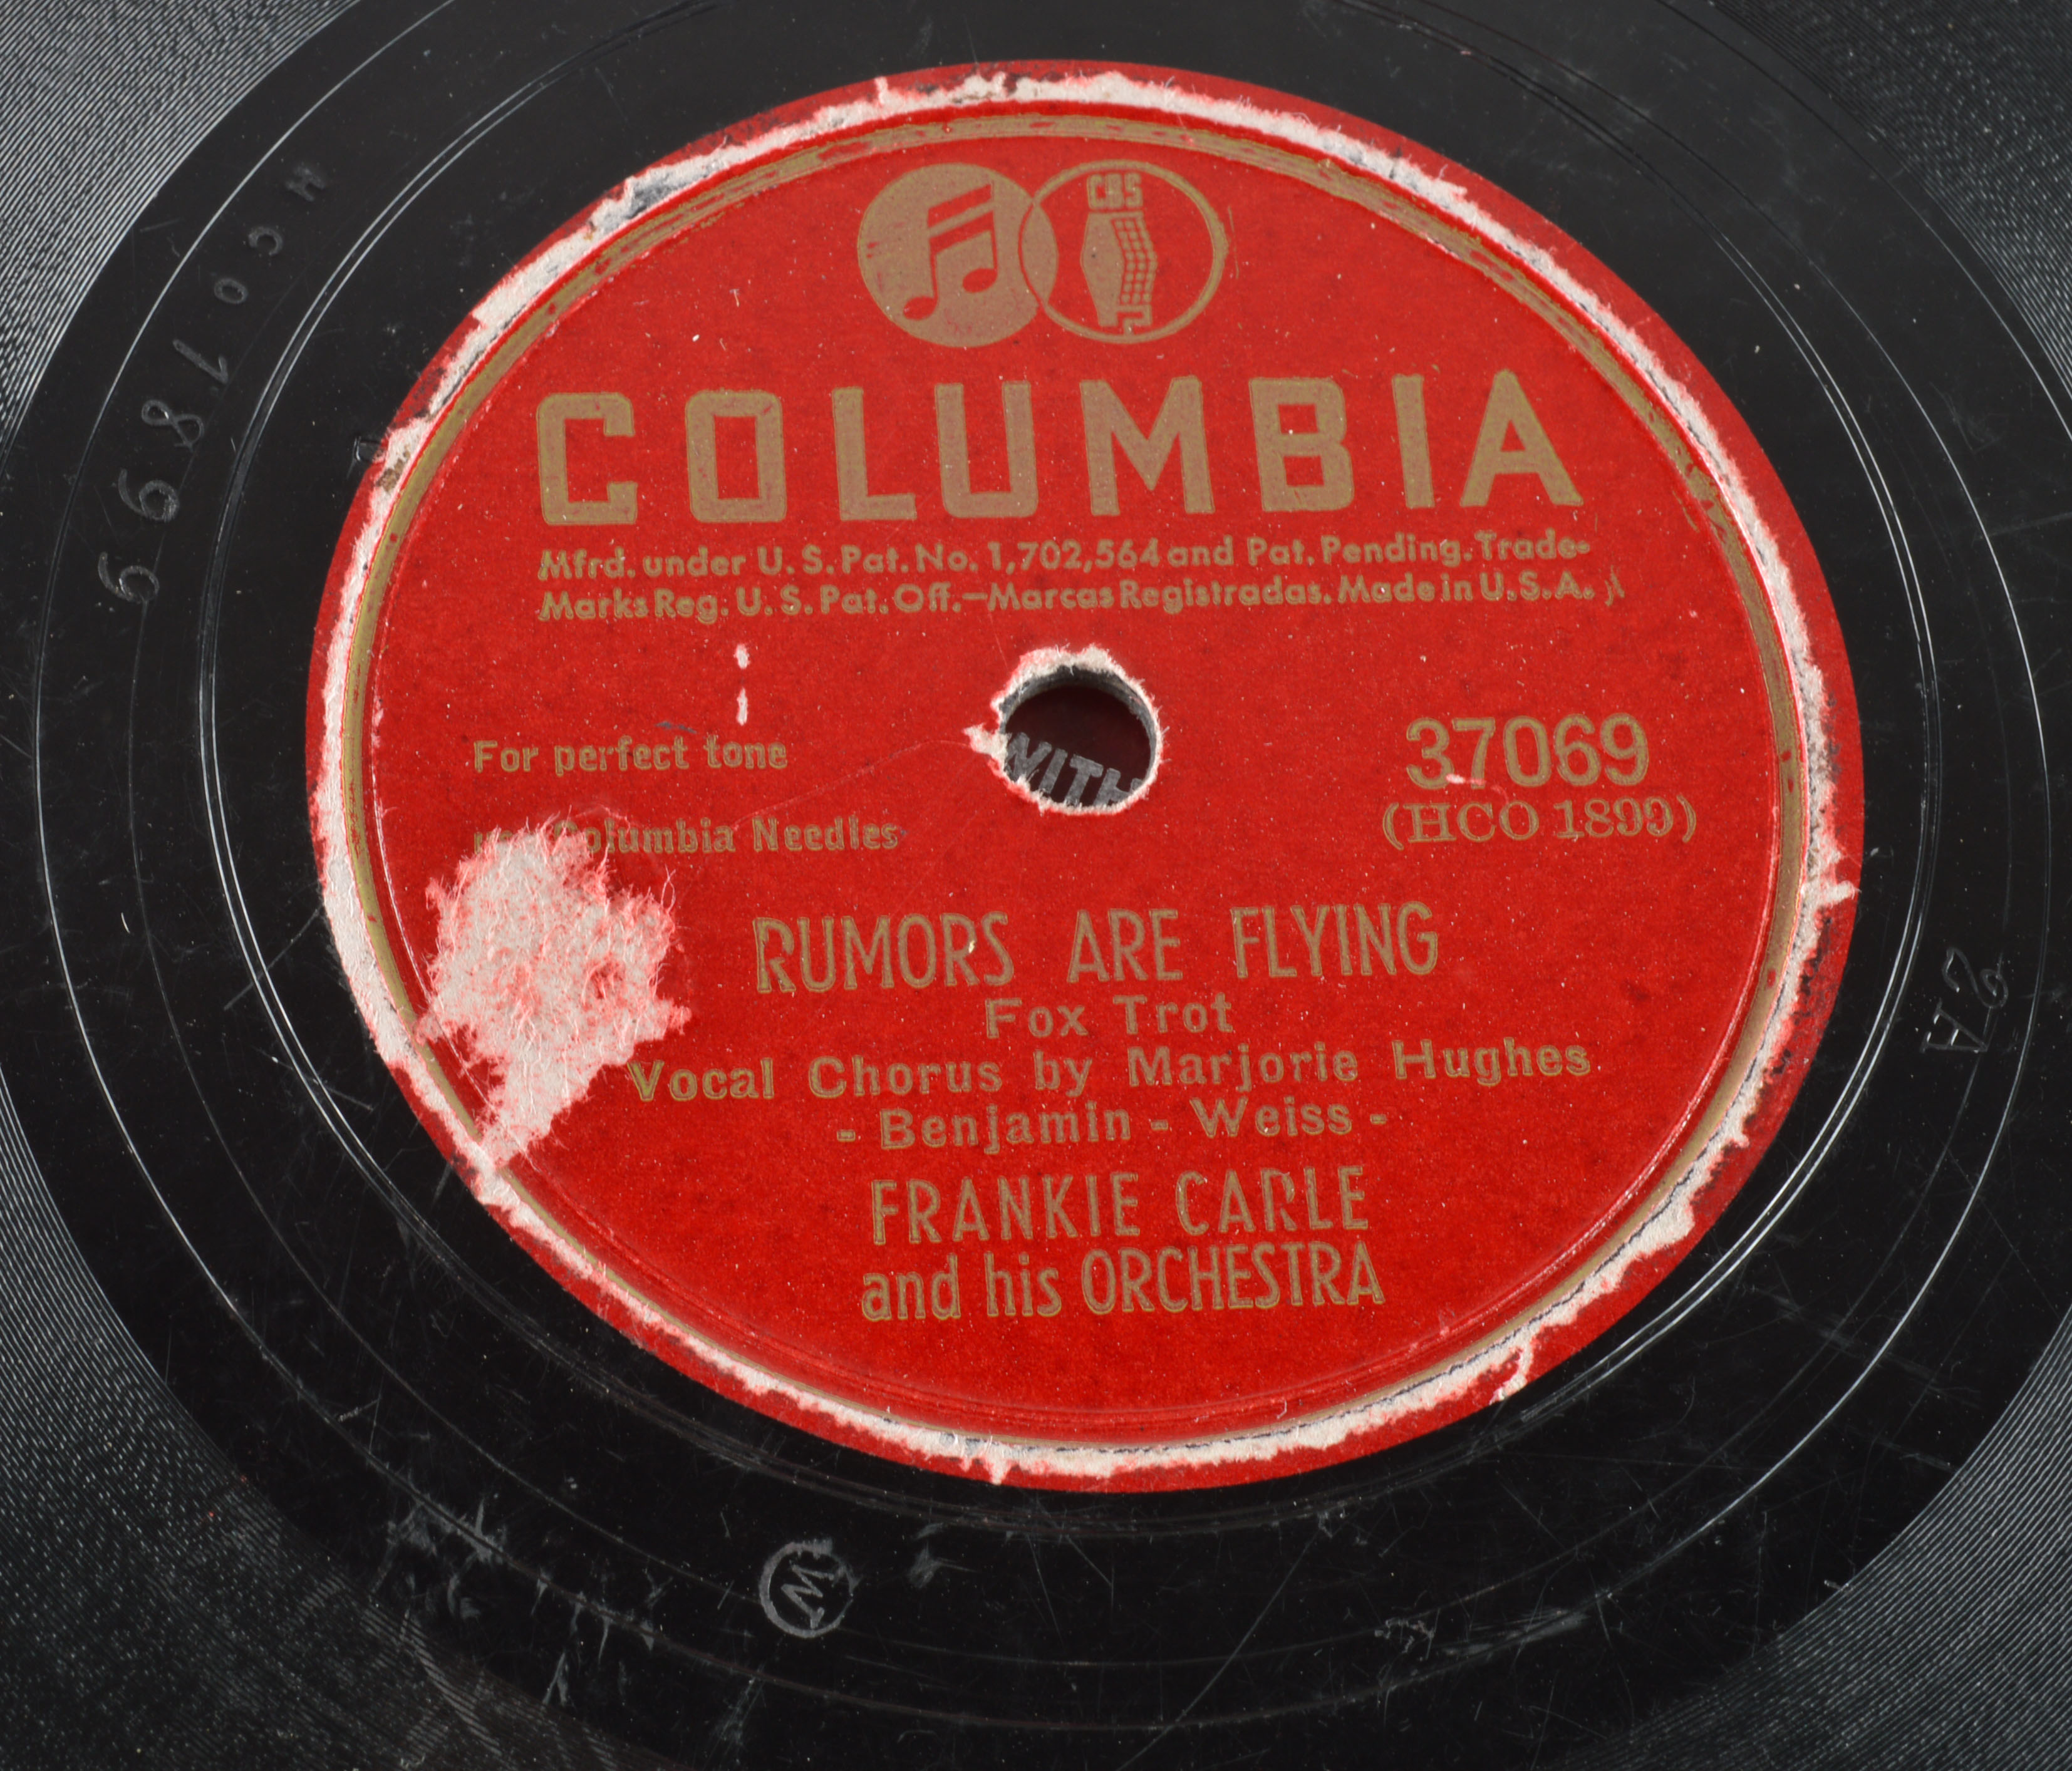 CBS
COLUMBIA
Mfrd. under U. S. Pat. No. 1,702,564 and Pat. Pending. Trade-
Marks Reg. U. S. Pat. Off.—Marcas Registradas. Made in U.S.A.
For perfect tone
Columbia Needles
WITH
37069
(HCO 1899)
RUMORS ARE FLYING
Fox Trot
Vocal Chorus by Marjorie Hughes
- Benjamin - Weiss -
FRANKIE CARLE
and his ORCHESTRA
HCO1899
2A
W